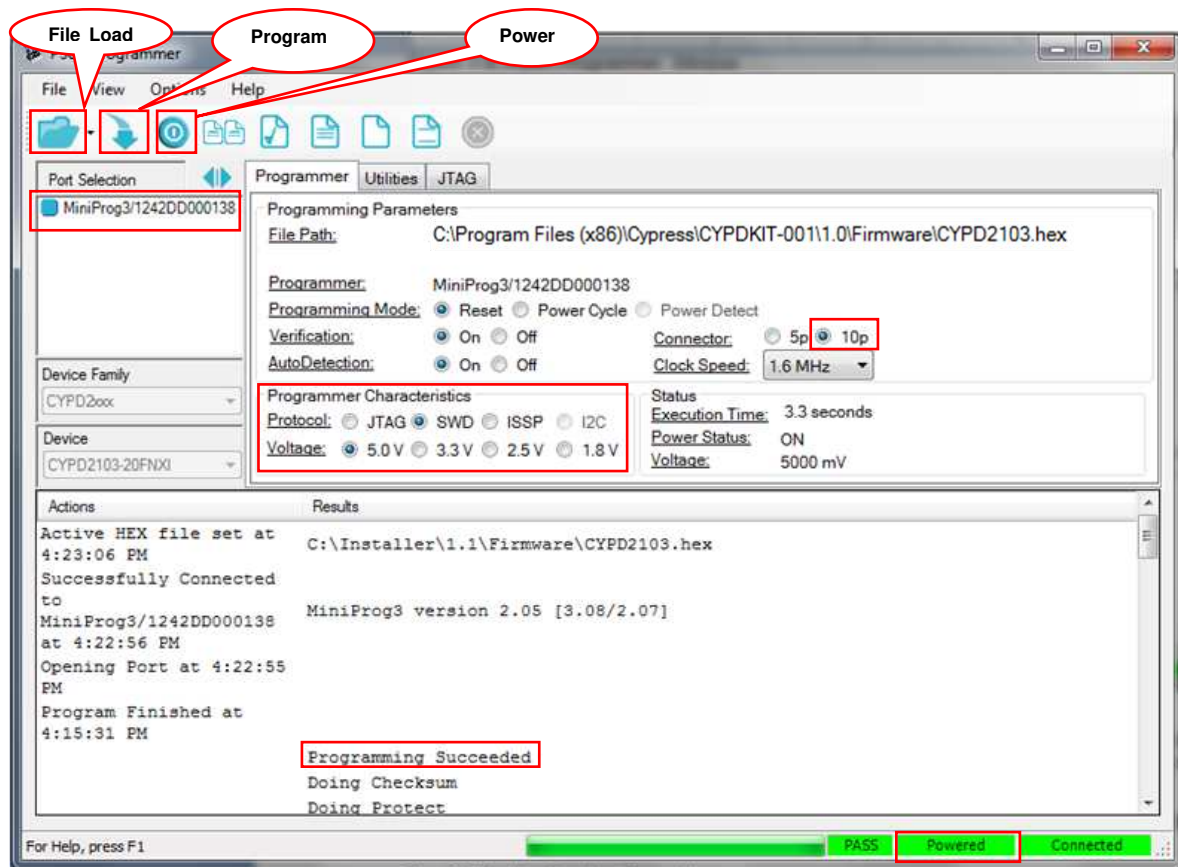 File Load
Program
Power
File View Options Help
Port Selection
Programmer Utilities JTAG
MiniProg3/1242DD000138
Programming Parameters
File Path: C:\Program Files (x86)\Cypress\CYPDKIT-001\1.0\Firmware\CYPD2103.hex
Programmer: MiniProg3/1242DD000138
Programming Mode: Reset Power Cycle Power Detect
Verification: On Off
Connector: 5p 10p
AutoDetection: On Off
Clock Speed: 1.6 MHz
Device Family
CYPD2xxx
Device
CYPD2103-20FNXI
Programmer Characteristics
Protocol: JTAG SWD ISSP I2C
Voltage: 5.0 V 3.3 V 2.5 V 1.8 V
Status
Execution Time: 3.3 seconds
Power Status: ON
Voltage: 5000 mV
Actions Results
Active HEX file set at
4:23:06 PM
C:\Installer\1.1\Firmware\CYPD2103.hex
Successfully Connected
to
MiniProg3/1242DD000138
at 4:22:56 PM
MiniProg3 version 2.05 [3.08/2.07]
Opening Port at 4:22:55
PM
Program Finished at
4:15:31 PM
Programming Succeeded
Doing Checksum
Doing Protect
For Help, press F1
PASS Powered Connected